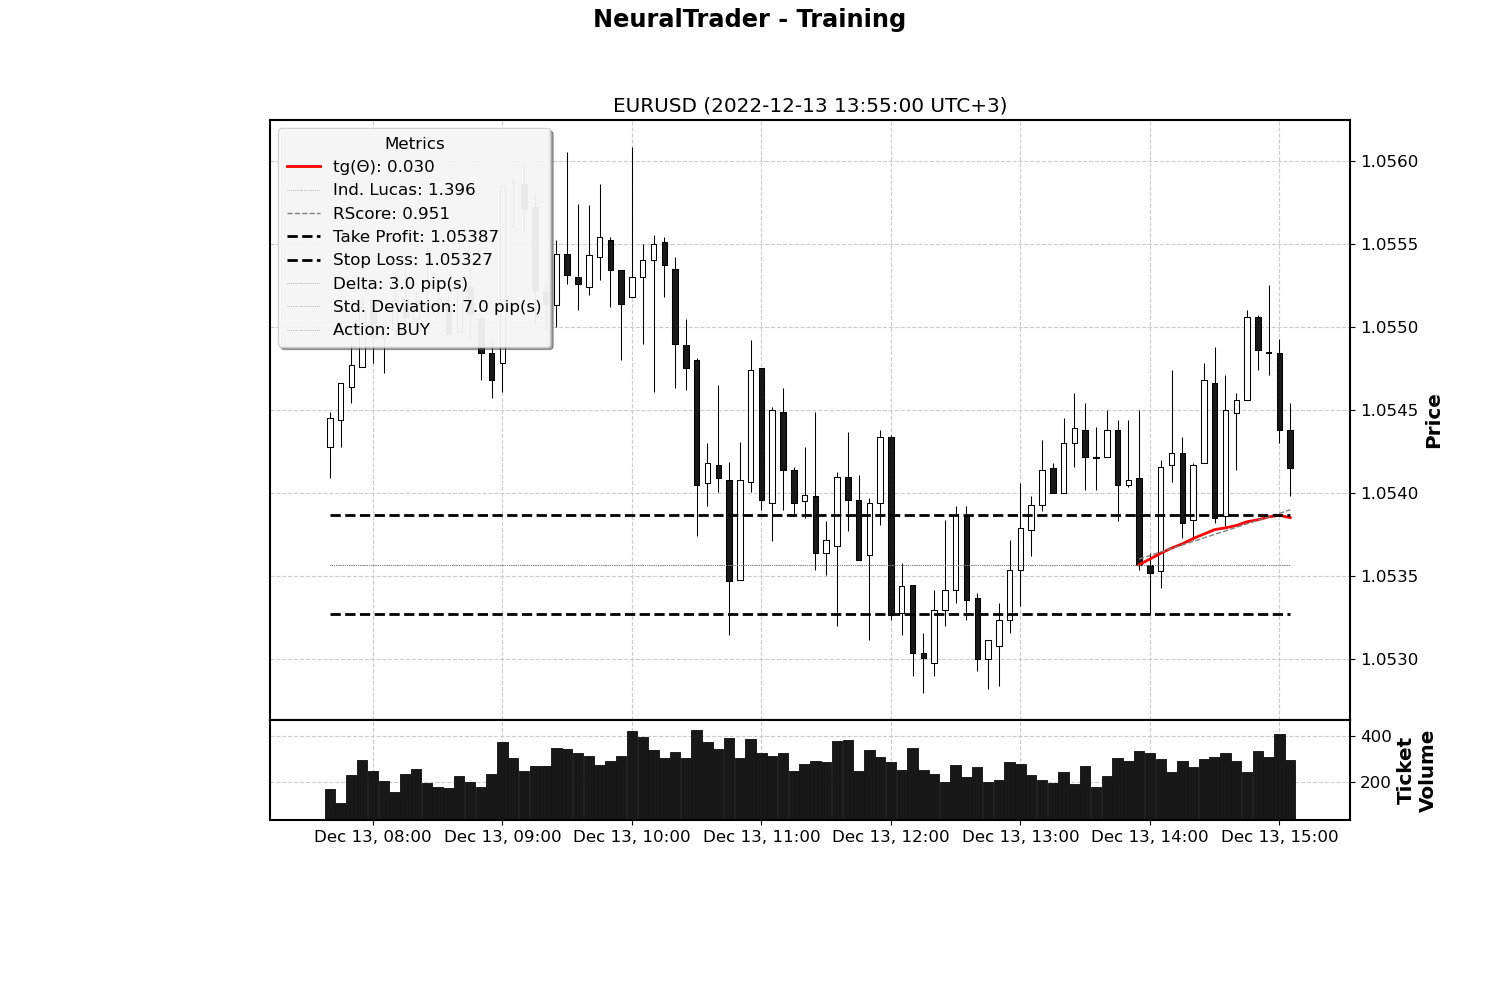 NeuralTrader - Training
EURUSD (2022-12-13 13:55:00 UTC+3)
Metrics
tg(Θ): 0.030
Ind. Lucas: 1.396
RScore: 0.951
Take Profit: 1.05387
Stop Loss: 1.05327
Delta: 3.0 pip(s)
Std. Deviation: 7.0 pip(s)
Action: BUY
1.0560
1.0555
1.0550
1.0545
1.0540
1.0535
1.0530
Price
400
200
Ticket
Volume
Dec 13, 08:00 Dec 13, 09:00 Dec 13, 10:00 Dec 13, 11:00 Dec 13, 12:00 Dec 13, 13:00 Dec 13, 14:00 Dec 13, 15:00